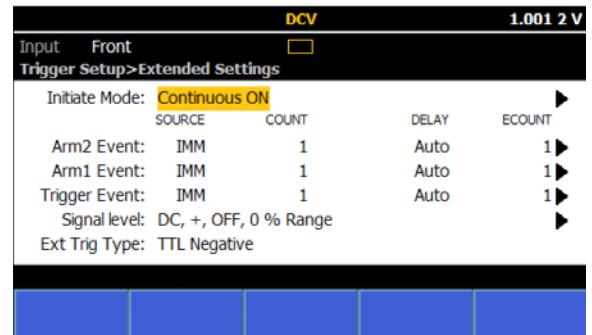 DCV 1.001 2 V
Input Front
Trigger Setup>Extended Settings
Initiate Mode: Continuous ON
SOURCE COUNT DELAY ECOUNT
Arm2 Event: IMM 1 Auto 1
Arm1 Event: IMM 1 Auto 1
Trigger Event: IMM 1 Auto 1
Signal level: DC, +, OFF, 0 % Range
Ext Trig Type: TTL Negative